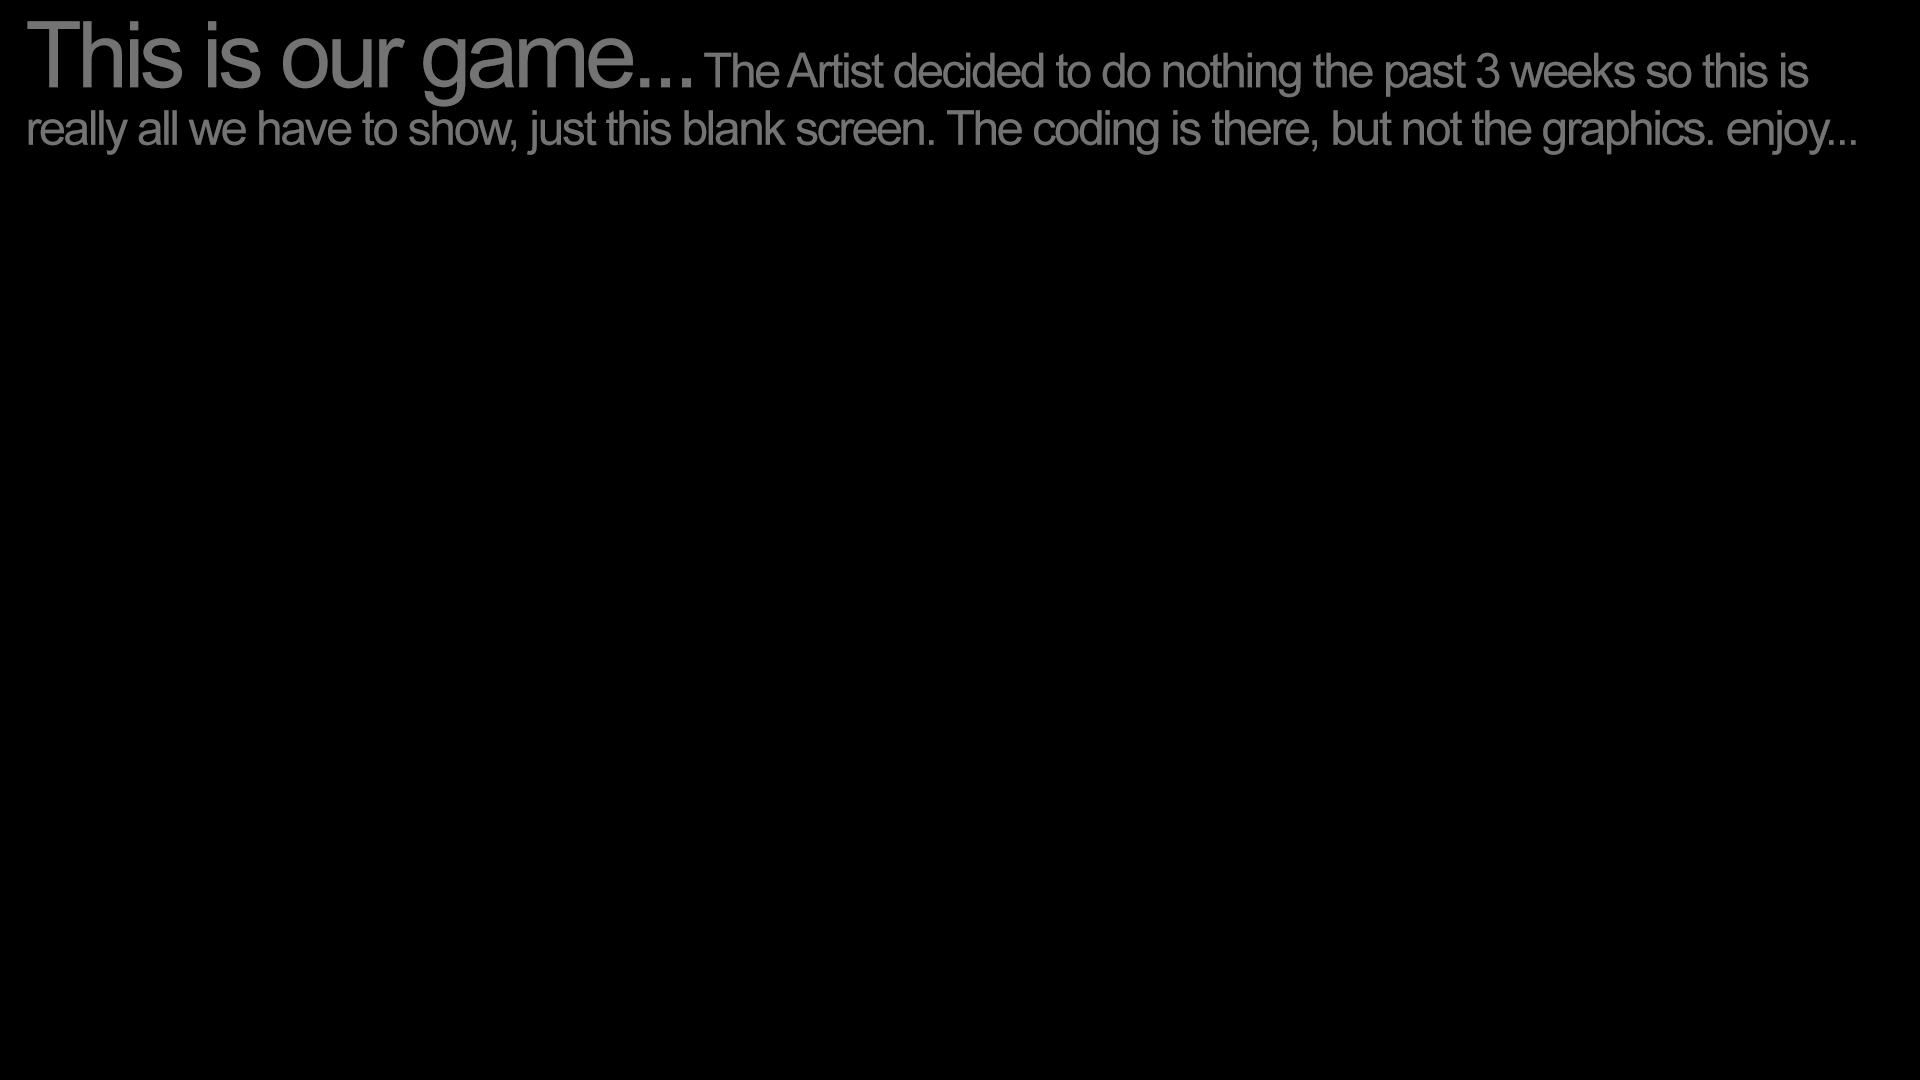 This is our game... The Artist decided to do nothing the past 3 weeks so this is
really all we have to show, just this blank screen. The coding is there, but not the graphics. enjoy...